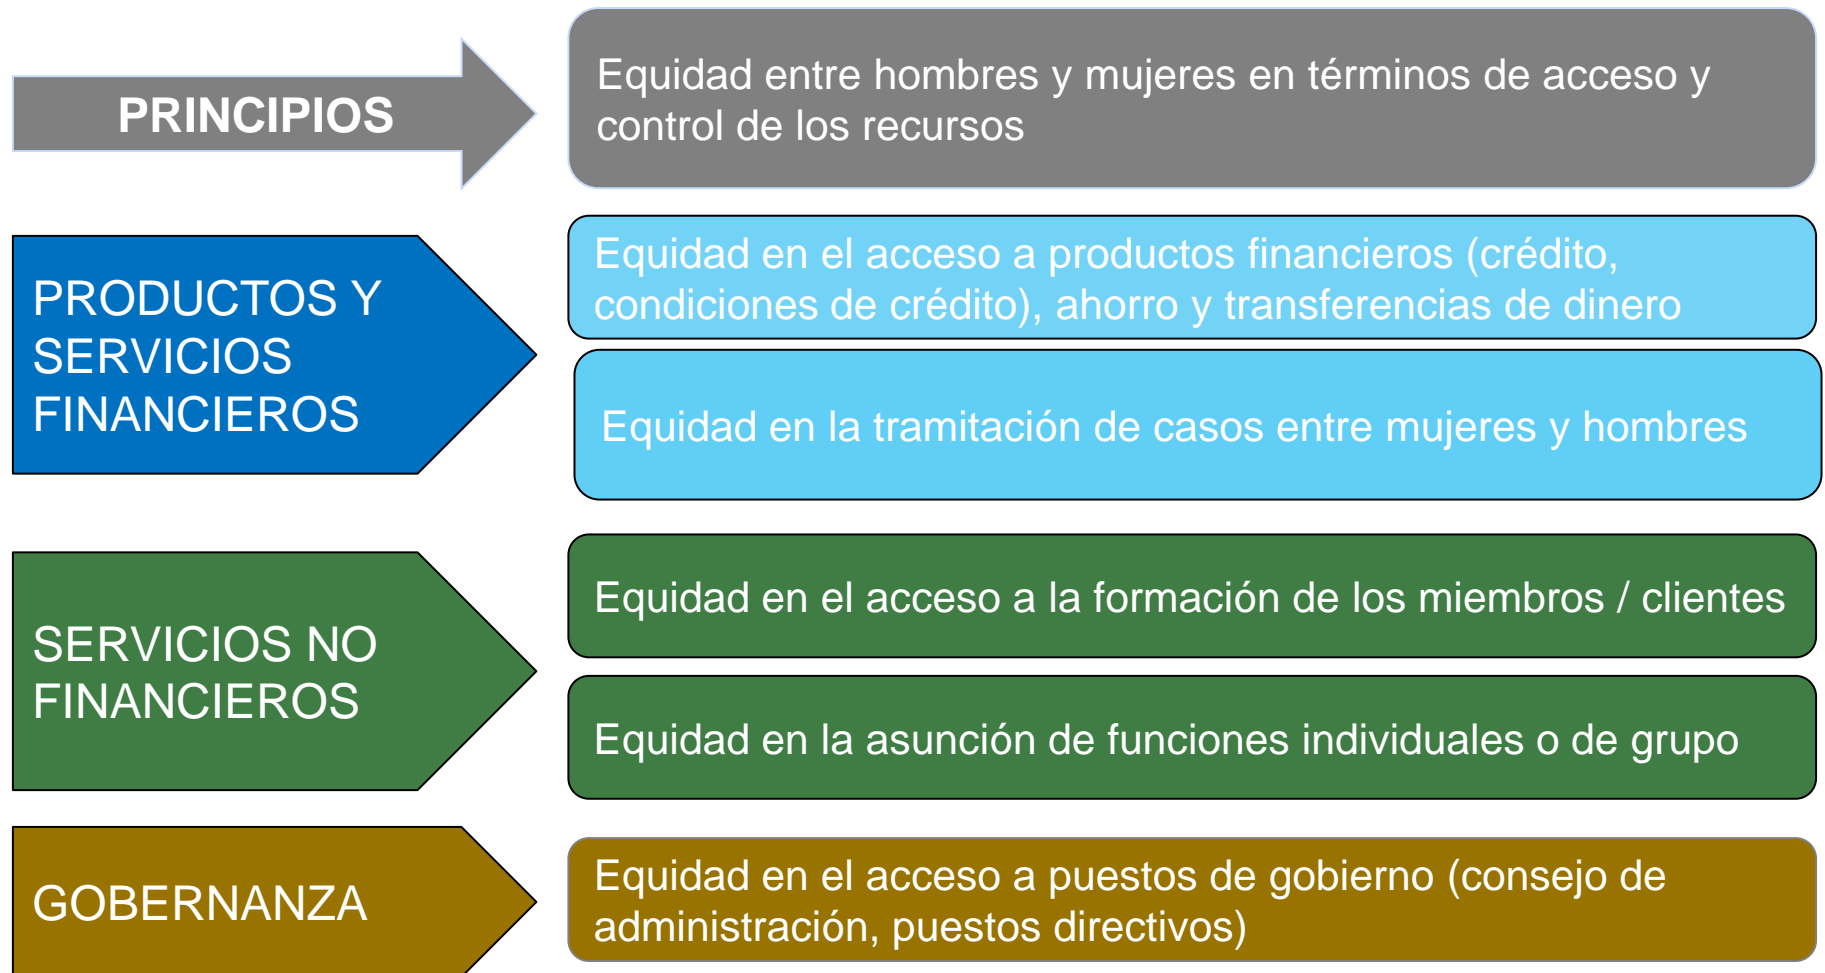 PRINCIPIOS
Equidad entre hombres y mujeres en términos de acceso y
control de los recursos
PRODUCTOS Y
SERVICIOS
FINANCIEROS
Equidad en el acceso a productos financieros (crédito,
condiciones de crédito), ahorro y transferencias de dinero
Equidad en la tramitación de casos entre mujeres y hombres
SERVICIOS NO
FINANCIEROS
Equidad en el acceso a la formación de los miembros / clientes
Equidad en la asunción de funciones individuales o de grupo
GOBERNANZA
Equidad en el acceso a puestos de gobierno (consejo de
administración, puestos directivos)